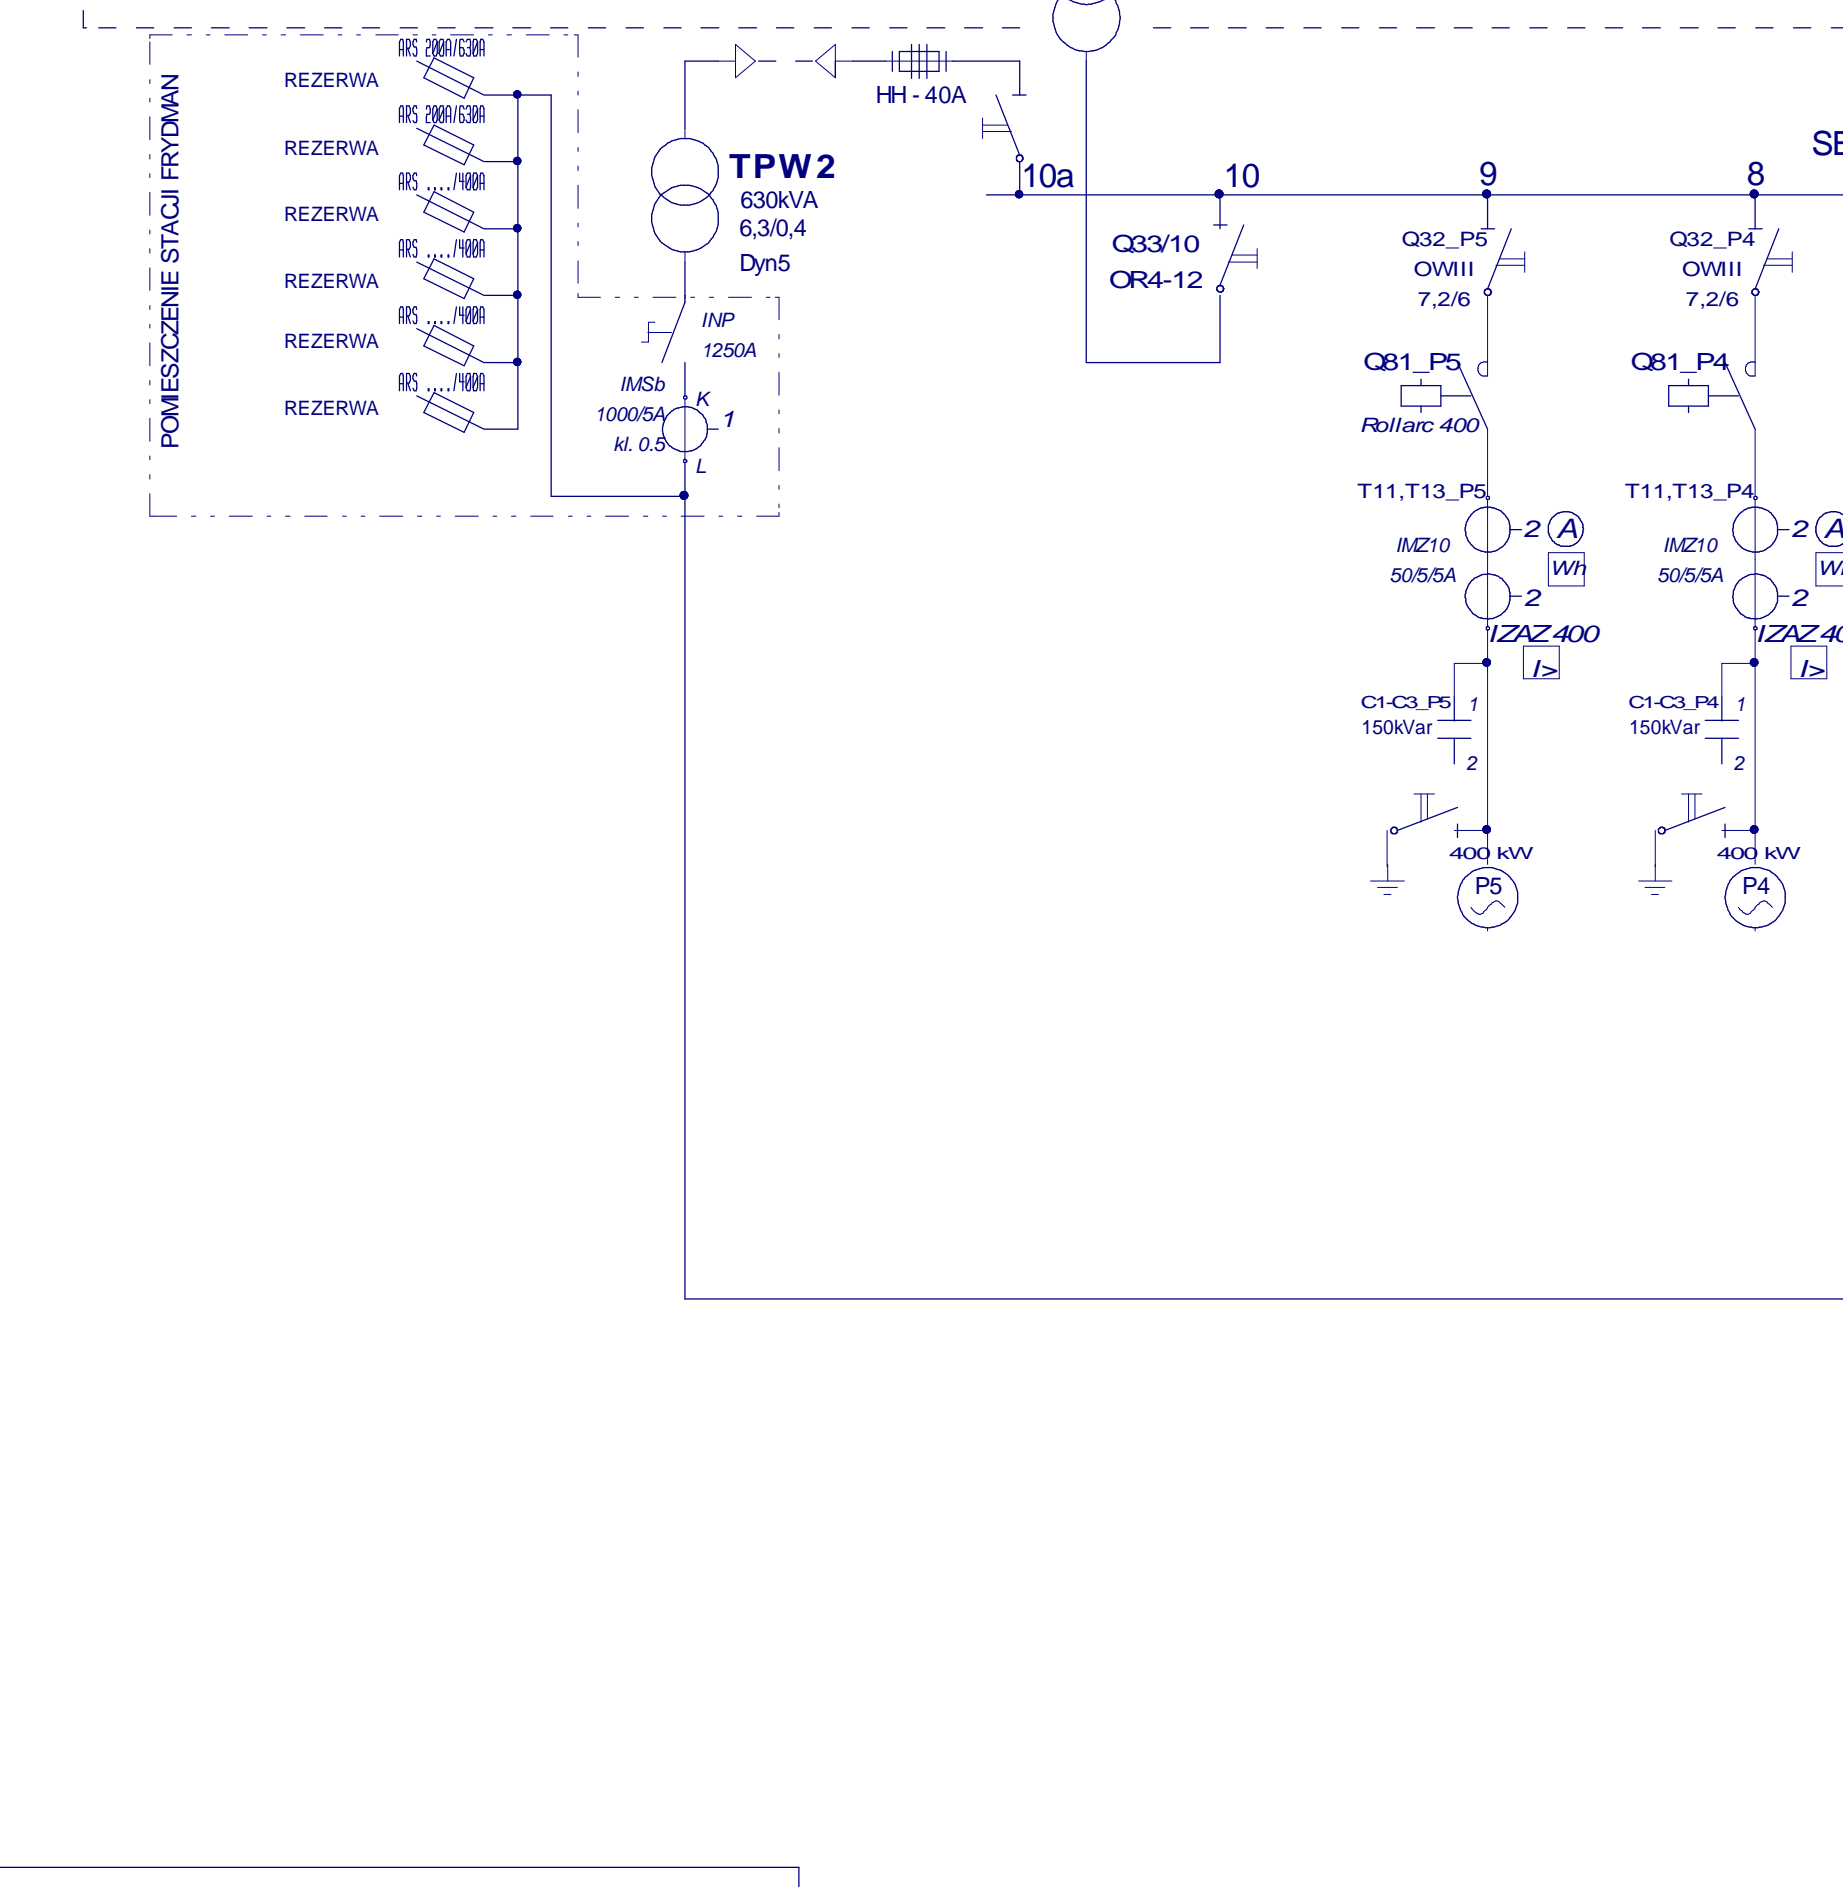 POMIESZCZENIE STACJI FRYDMAN
ARS 200A/630A
REZERWA
ARS 200A/630A
REZERWA
ARS ..../400A
REZERWA
ARS ..../400A
REZERWA
ARS ..../400A
REZERWA
ARS ..../400A
REZERWA
HH - 40A
TPW2
630kVA
6,3/0,4
Dyn5
INP
1250A
IMSb
1000/5A
kl. 0.5
K
1
L
10a
10
9
8
Q33/10
OR4-12
Q32_P5
OWIII
7,2/6
Q81_P5
Rollarc 400
T11,T13_P5
2 A
IMZ10
50/5/5A
Wh
2
IZAZ 400
I>
C1-C3_P5 1
150kVar
2
400 kW
P5
Q32_P4
OWIII
7,2/6
Q81_P4
T11,T13_P4
2 A
IMZ10
50/5/5A
2
I>
C1-C3_P4 1
150kVar
2
400 kW
P4